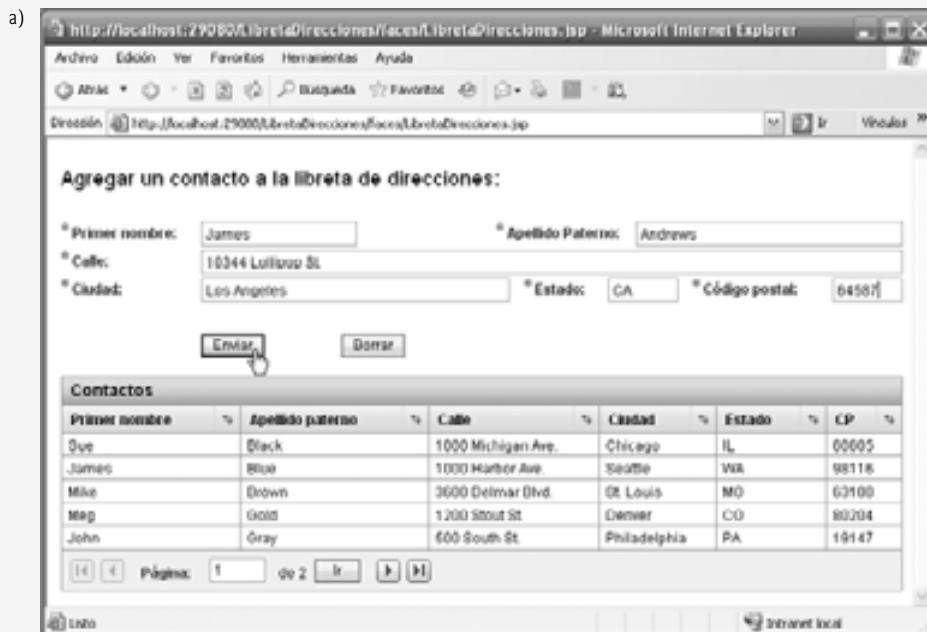 a)
http://localhost:29080/LibretaDirecciones/faces/LibretaDirecciones.jsp - Microsoft Internet Explorer
Archivo Edición Ver Favoritos Herramientas Ayuda
Atrás Búsqueda Favoritos
Dirección http://localhost:29080/LibretaDirecciones/faces/LibretaDirecciones.jsp Ir Vínculos »
Agregar un contacto a la libreta de direcciones:
* Primer nombre: James * Apellido Paterno: Andrews
* Calle: 10344 Lollipop St.
* Ciudad: Los Angeles * Estado: CA * Código postal: 84587
Enviar Borrar
Contactos
Primer nombre Apellido paterno Calle Ciudad Estado CP
Sue Black 1000 Michigan Ave. Chicago IL 60605
James Blue 1000 Harbor Ave. Seattle WA 98116
Mike Brown 3600 Delmar Blvd. St. Louis MO 63100
Meg Gold 1200 Stout St. Denver CO 80204
John Gray 500 South St. Philadelphia PA 19147
Página: 1 de 2 Ir
Listo Intranet local